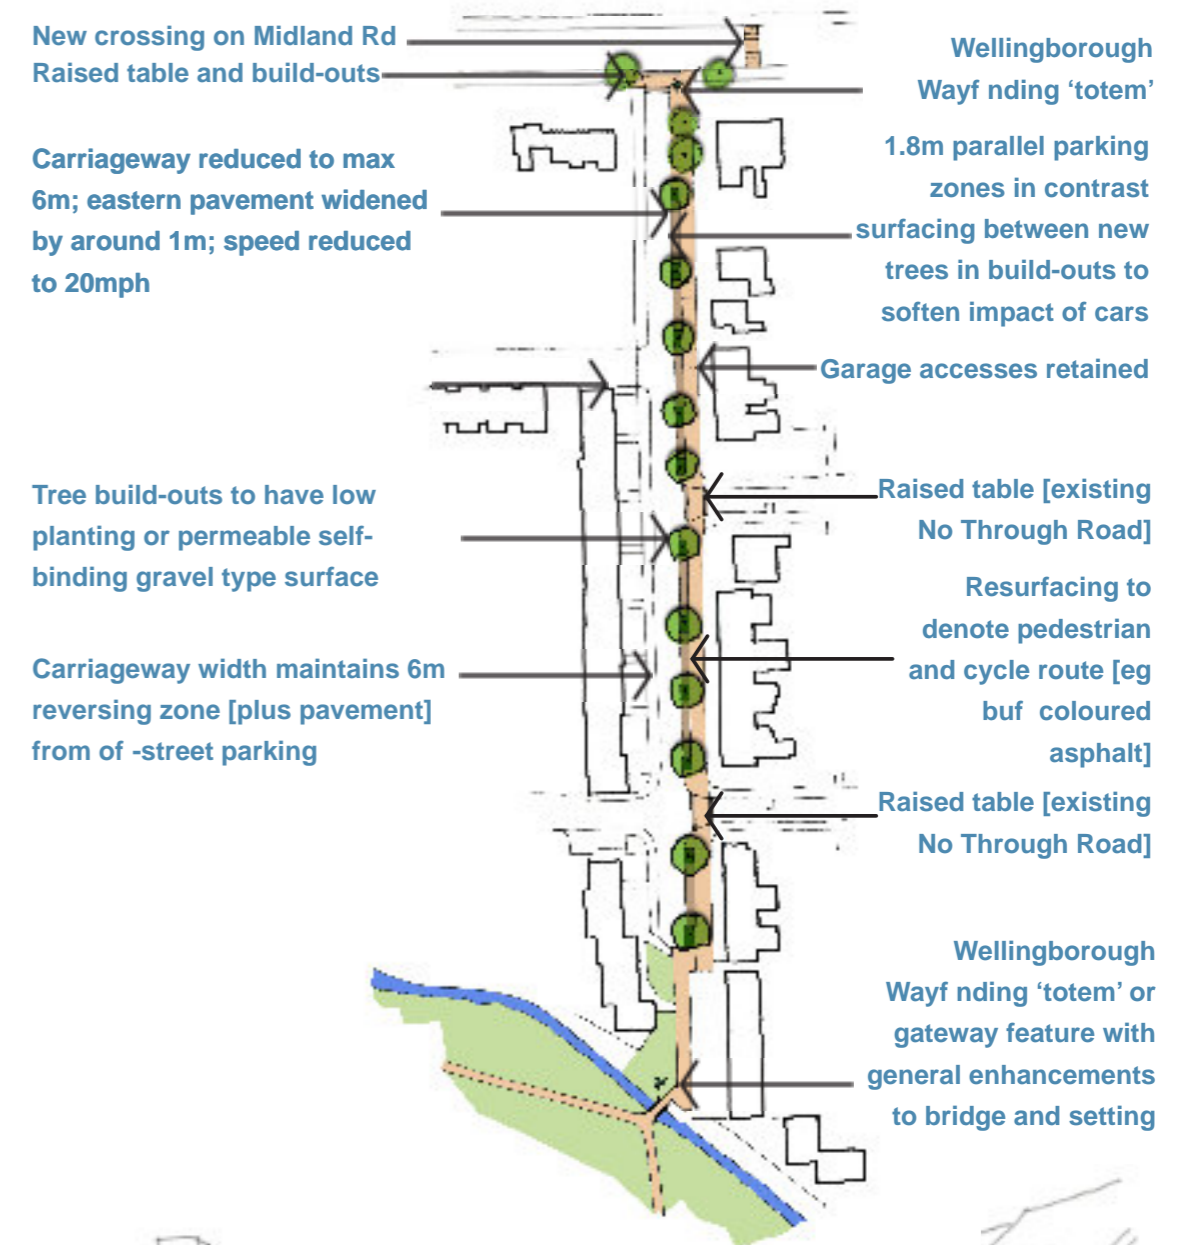 New crossing on Midland Rd
Raised table and build-outs
Carriageway reduced to max
6m; eastern pavement widened
by around 1m; speed reduced
to 20mph
Tree build-outs to have low
planting or permeable self-
binding gravel type surface
Carriageway width maintains 6m
reversing zone [plus pavement]
from of -street parking
Wellingborough
Wayf nding ‘totem’
1.8m parallel parking
zones in contrast
surfacing between new
trees in build-outs to
soften impact of cars
Garage accesses retained
Raised table [existing
No Through Road]
Resurfacing to
denote pedestrian
and cycle route [eg
buf  coloured
asphalt]
Raised table [existing
No Through Road]
Wellingborough
Wayf nding ‘totem’ or
gateway feature with
general enhancements
to bridge and setting